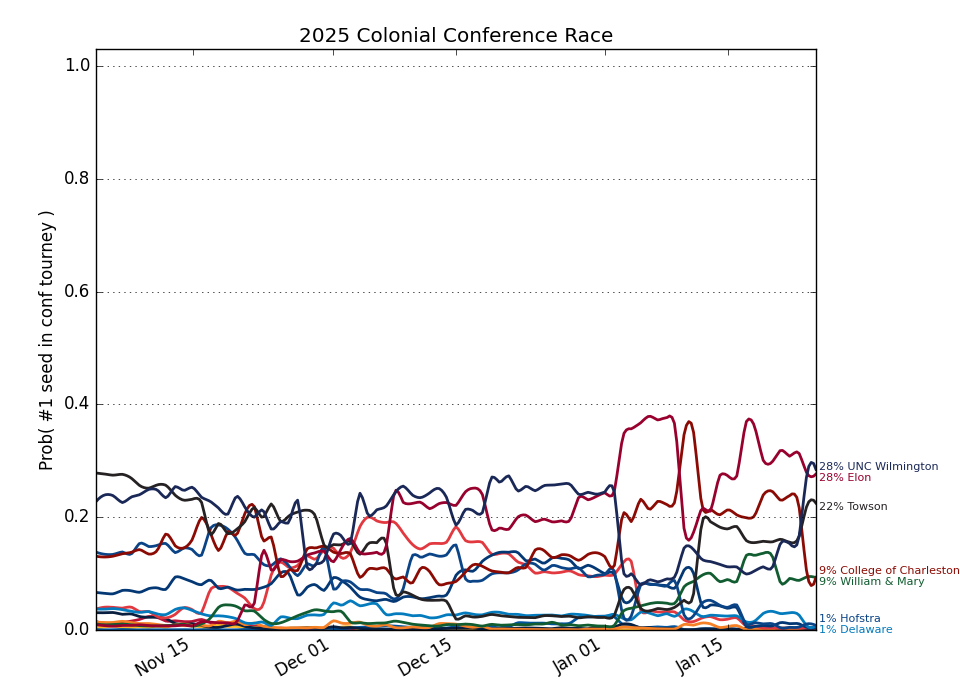 2025 Colonial Conference Race
Prob( #1 seed in conf tourney )
1.0
0.8
0.6
0.4
0.2
0.0
Nov 15
Dec 01
Dec 15
Jan 01
Jan 15
28% UNC Wilmington
28% Elon
22% Towson
9% College of Charleston
9% William & Mary
1% Hofstra
1% Delaware